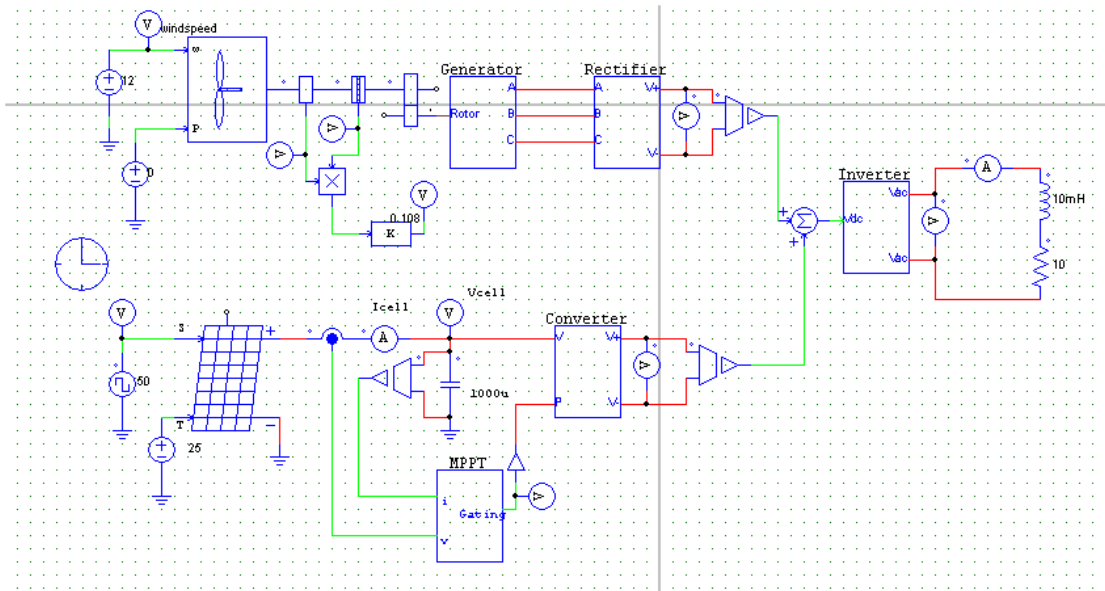 V
windspeed
w
12
P
0
V
V
Generator
A
B
C
Rotor
Rectifier
A
B
C
V+
V-
V
V
0.108
K
Σ
+
+
Inverter
Vdc
Vac
Vac
V
A
10mH
10
V
S
+
50
T
-
25
Icell
A
Vcell
V
1000u
Converter
V
P
V+
V-
V
MPPT
i
Gating
v
V